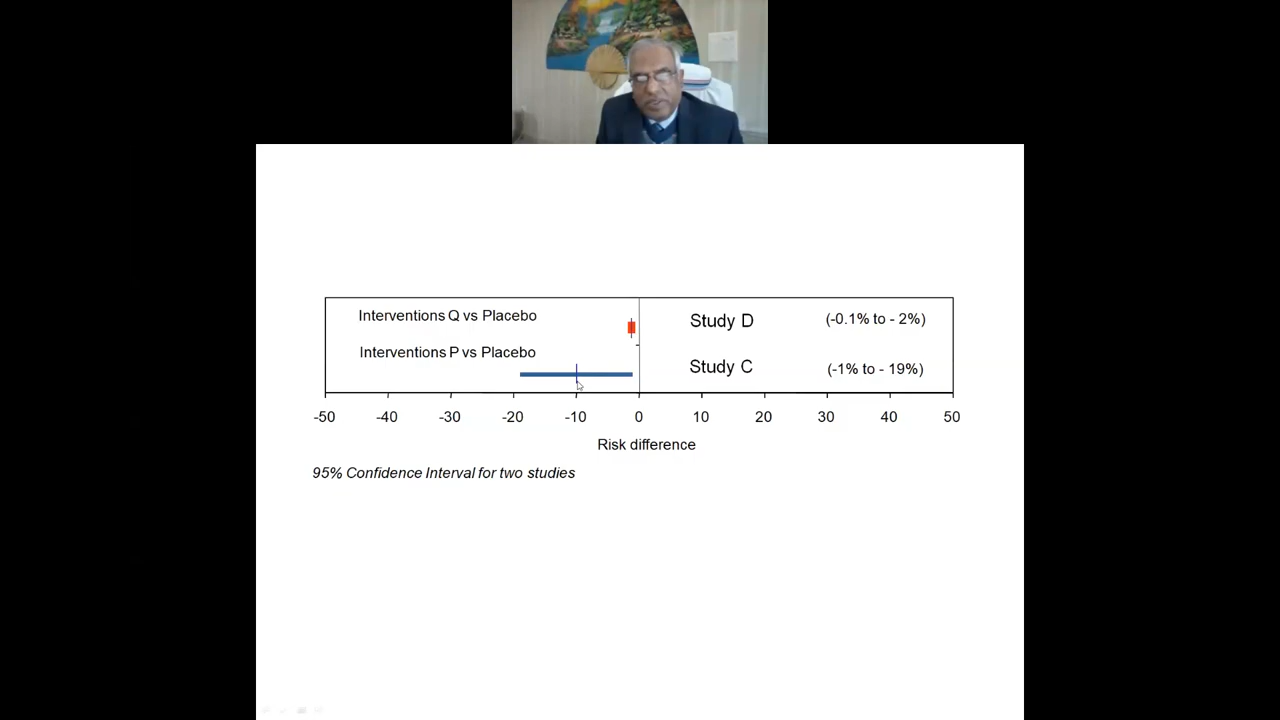 Interventions Q vs Placebo Study D (-0.1% to - 2%)
Interventions P vs Placebo Study C (-1% to - 19%)
-50 -40 -30 -20 -10 0 10 20 30 40 50
Risk difference
95% Confidence Interval for two studies